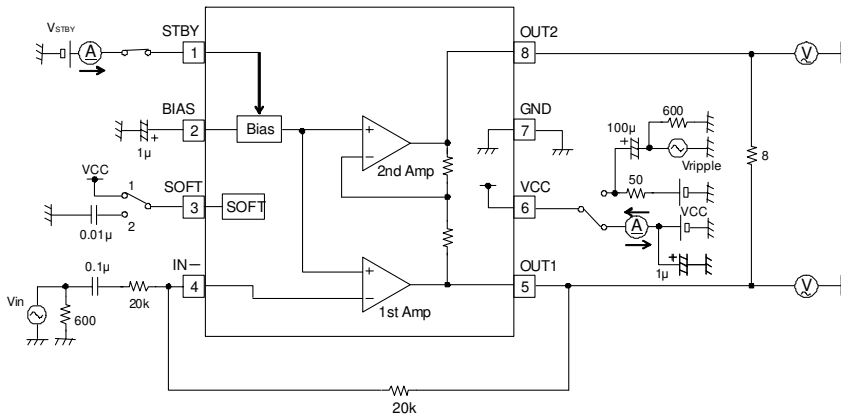 VSTBY
A
STBY
1
BIAS
2
1μ
+
VCC
1
2
0.01μ
SOFT
3
SOFT
IN−
4
0.1μ
20k
Vin
600
Bias
+
−
2nd Amp
+
−
1st Amp
OUT2
8
GND
7
VCC
6
OUT1
5
20k
100μ
+
600
Vripple
50
VCC
A
1μ
+
8
V
V